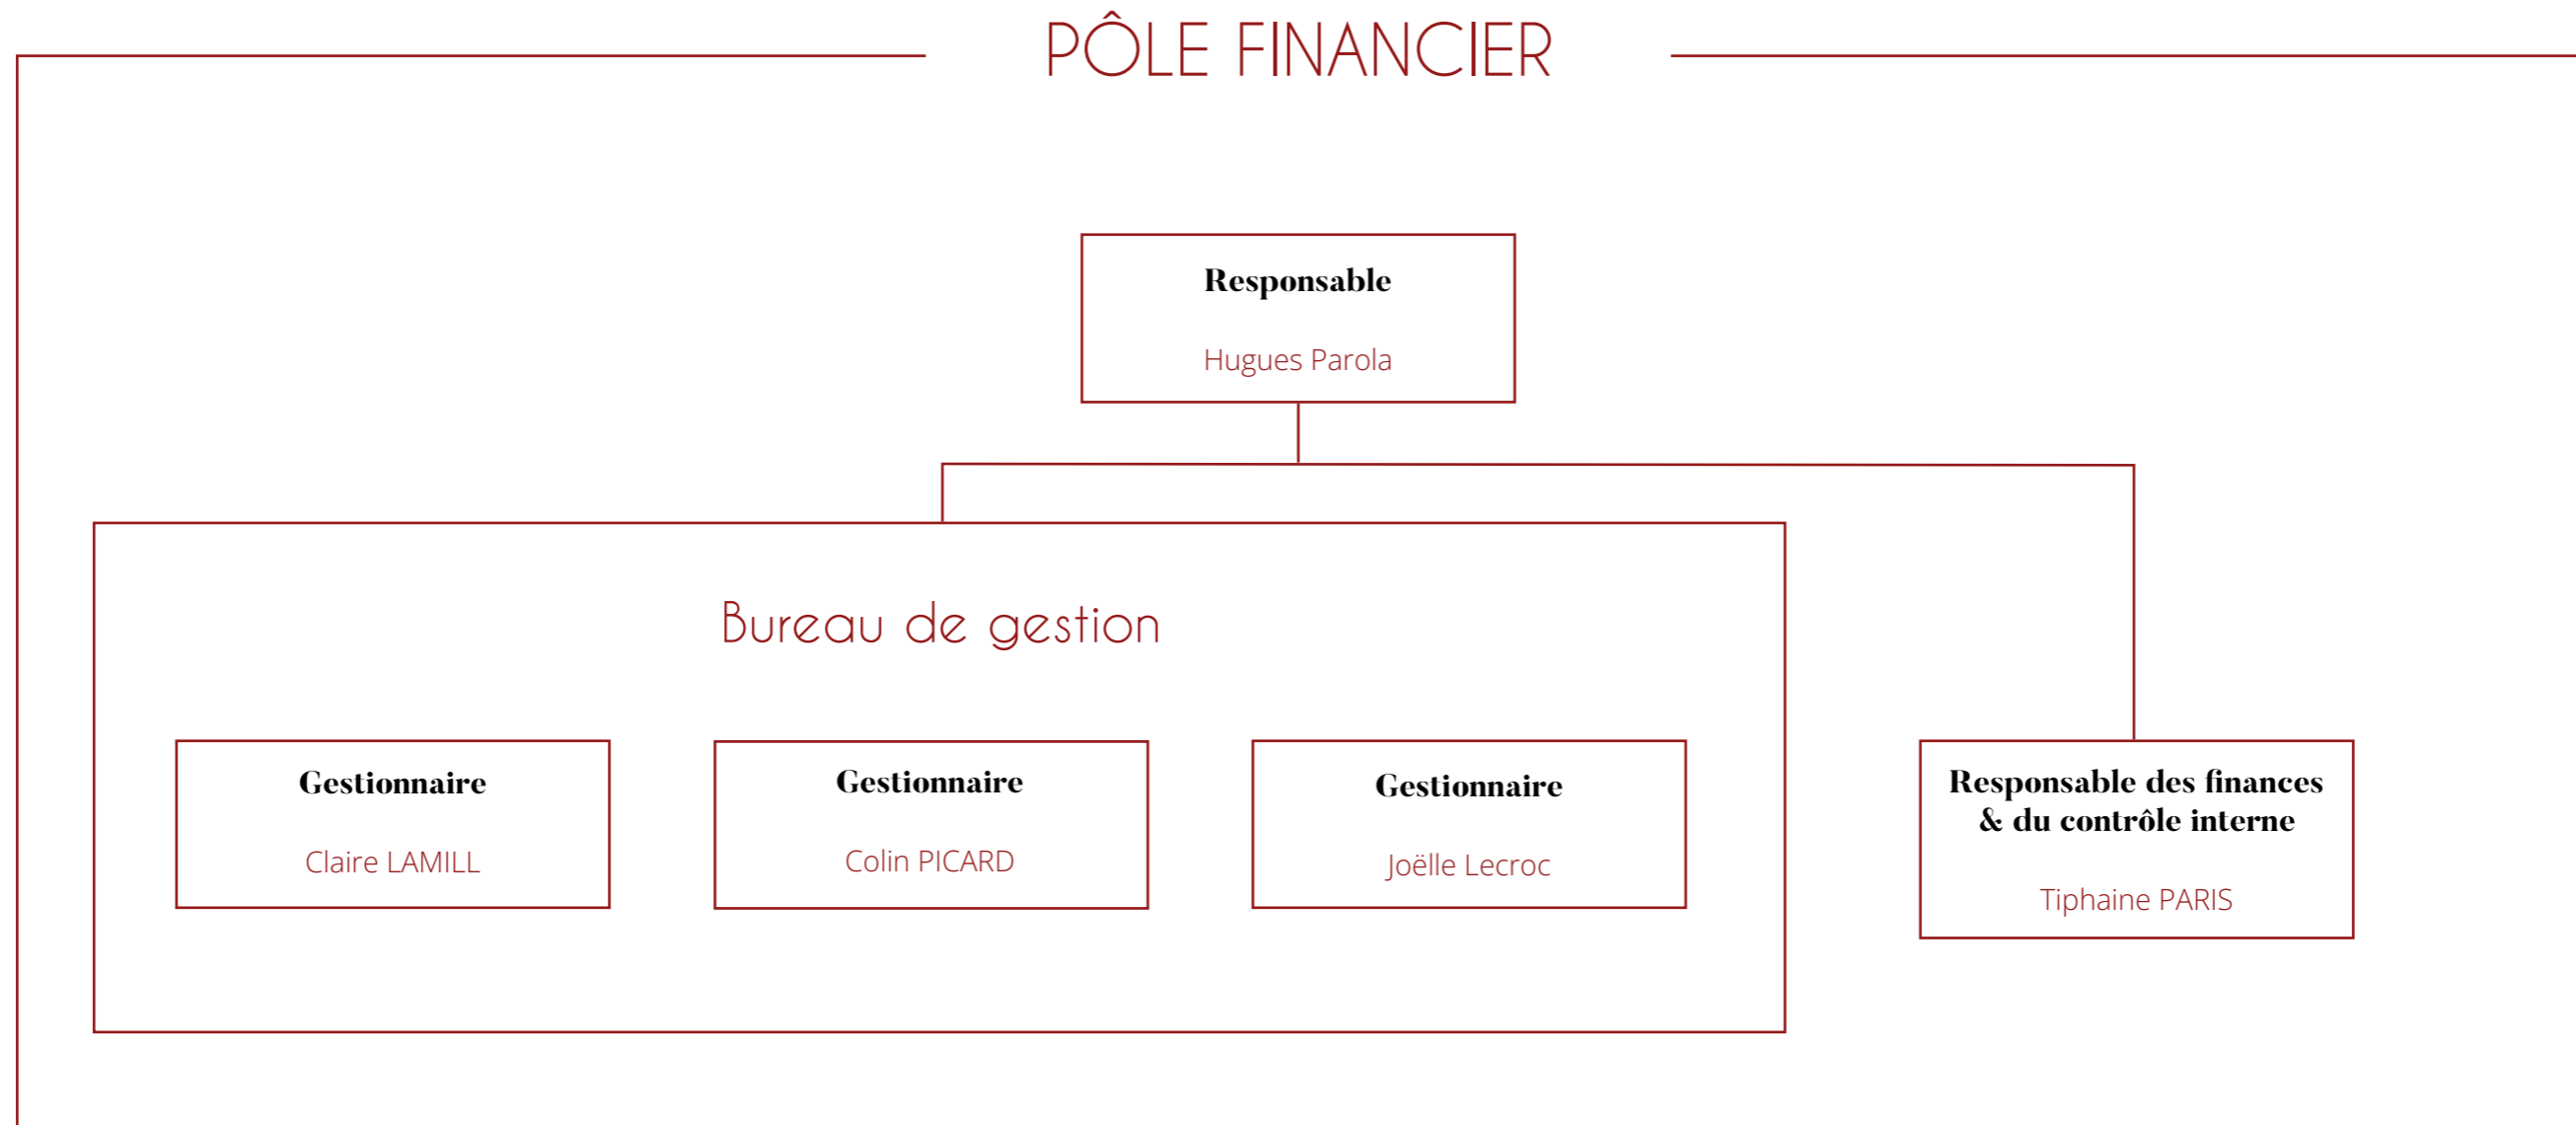 PÔLE FINANCIER
Responsable
Hugues Parola
Bureau de gestion
Gestionnaire
Claire LAMILL
Gestionnaire
Colin PICARD
Gestionnaire
Joëlle Lecroc
Responsable des finances
& du contrôle interne
Tiphaine PARIS